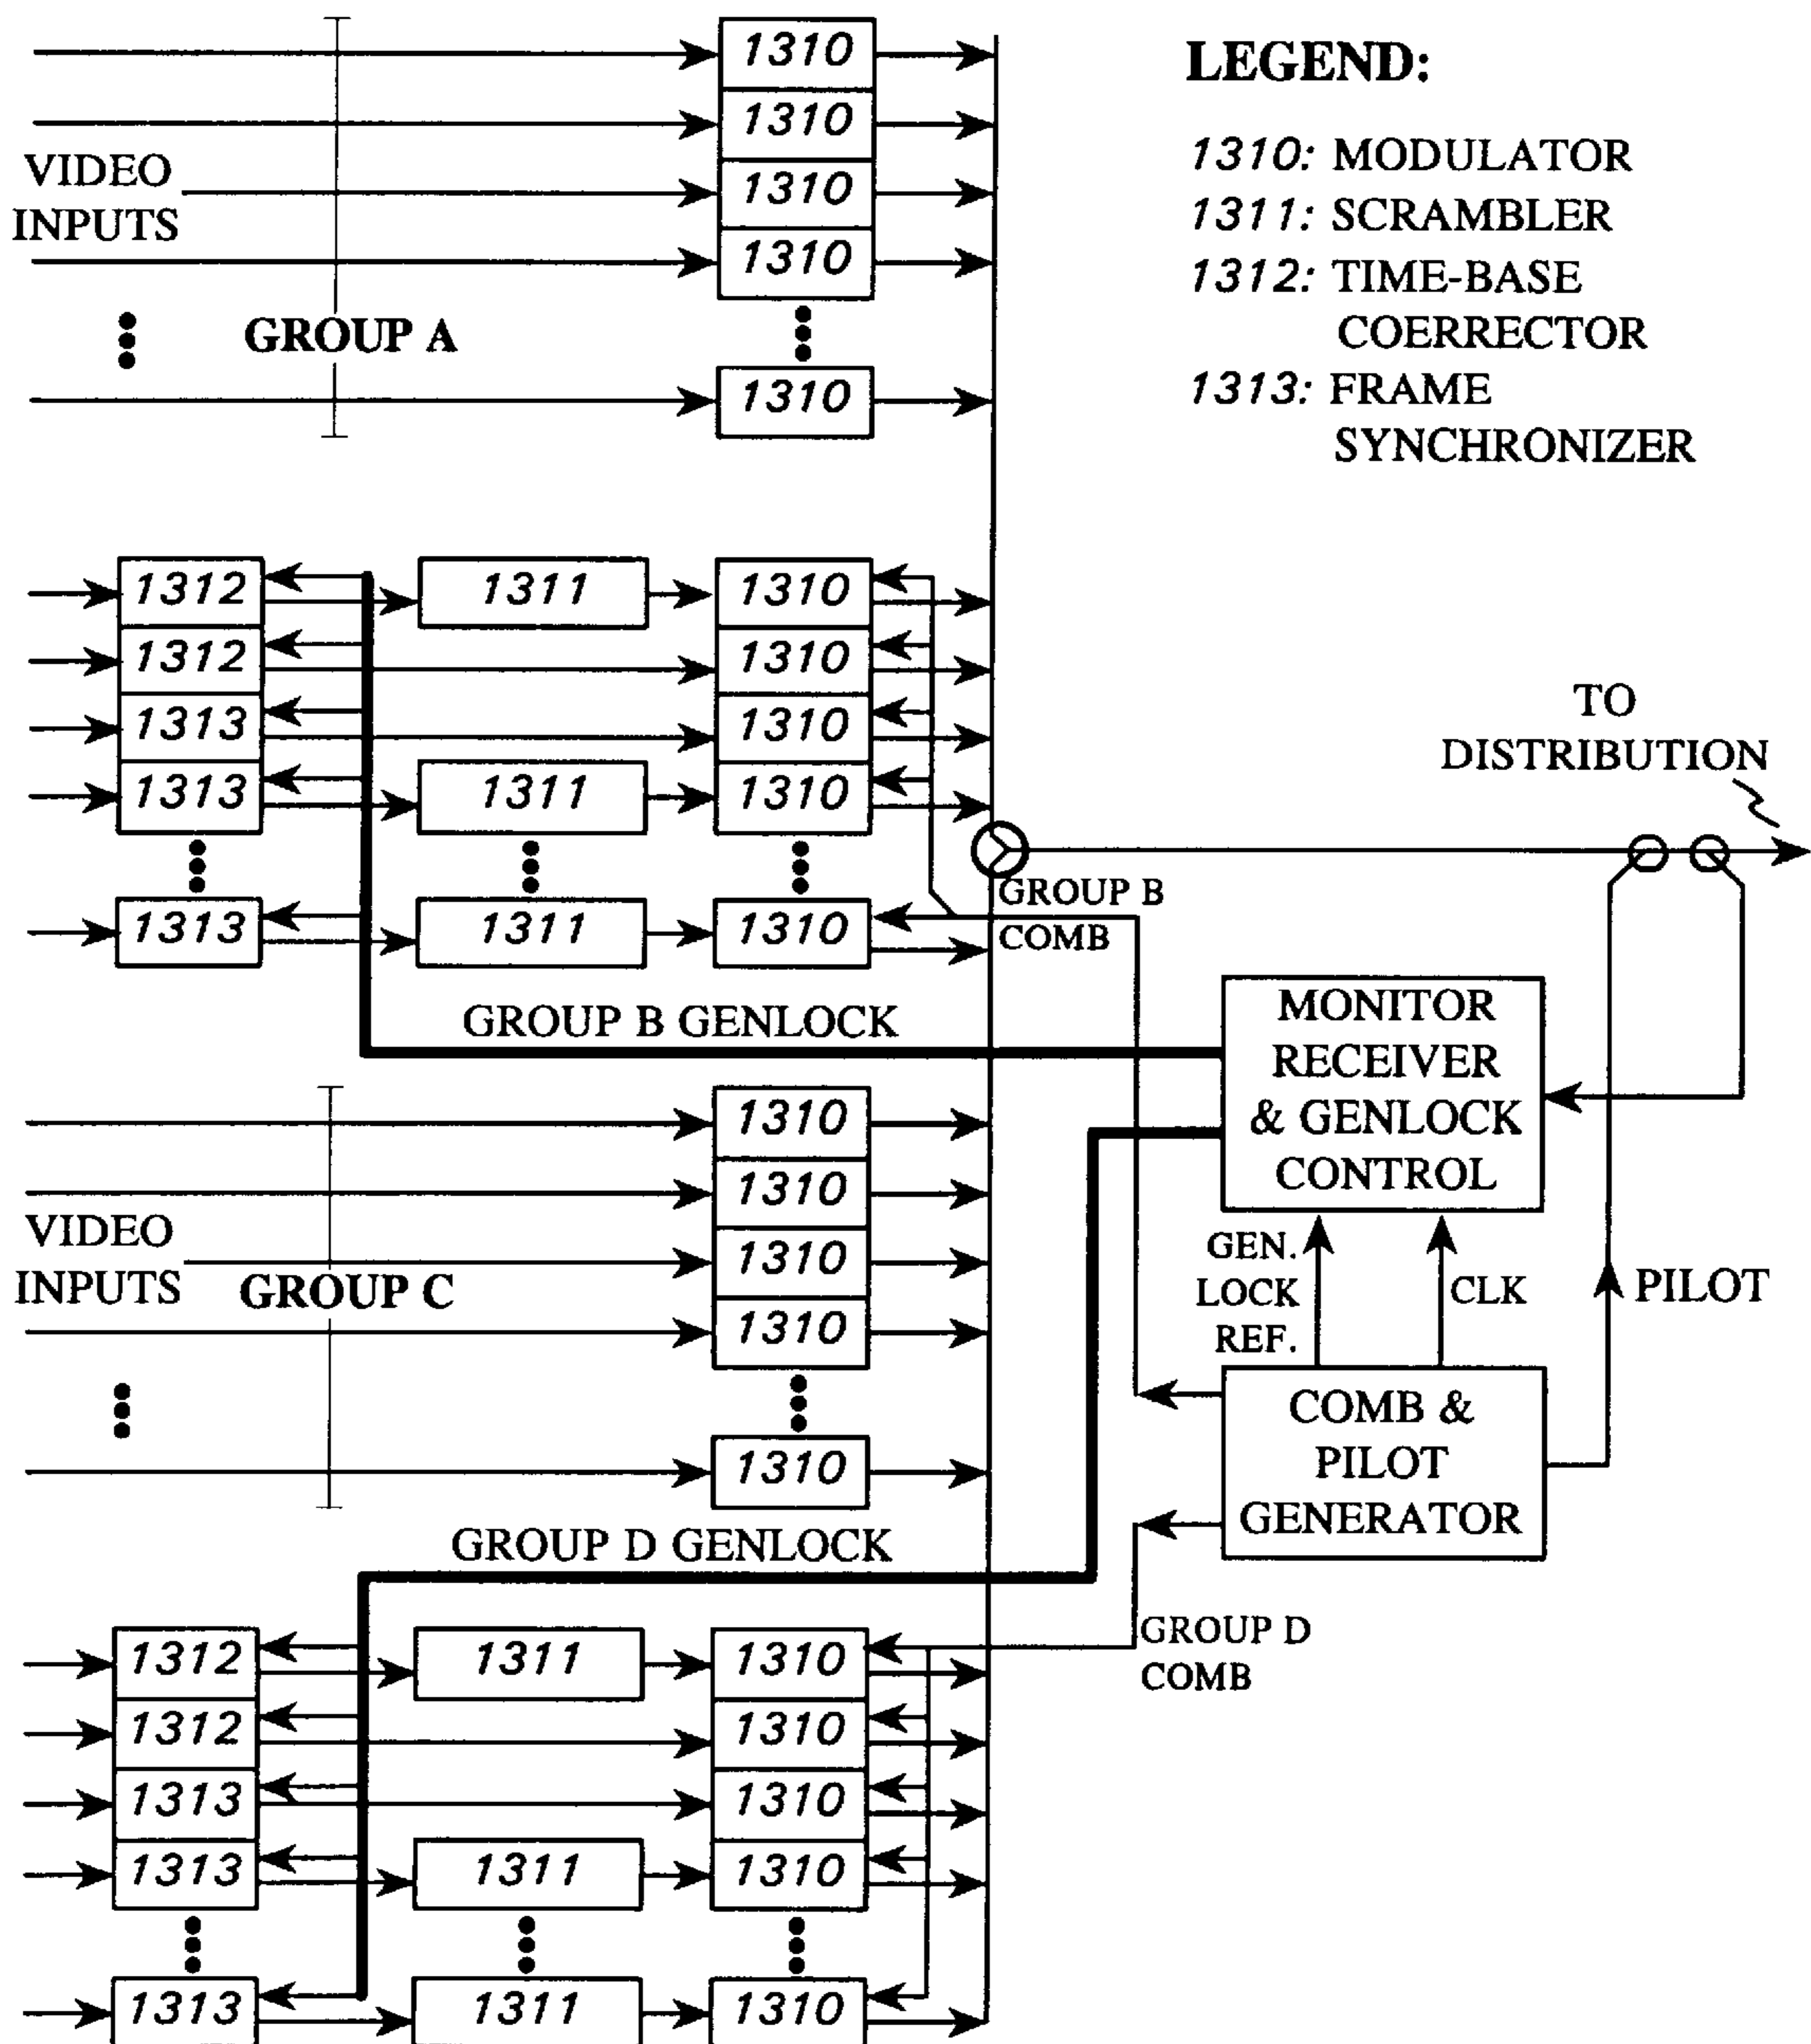 1310
1310
1310
1310
1310
VIDEO
INPUTS
GROUP A
LEGEND:
1310: MODULATOR
1311: SCRAMBLER
1312: TIME-BASE
COERRECTOR
1313: FRAME
SYNCHRONIZER
1312 1311 1310
1312 1310
1313 1310
1313 1311 1310
1313 1311 1310
TO
DISTRIBUTION
GROUP B
COMB
GROUP B GENLOCK
MONITOR
RECEIVER
& GENLOCK
CONTROL
1310
1310
1310
1310
1310
VIDEO
INPUTS
GROUP C
GEN.
LOCK
REF.
CLK
PILOT
COMB &
PILOT
GENERATOR
GROUP D GENLOCK
GROUP D
COMB
1312 1311 1310
1312 1310
1313 1310
1313 1311 1310
1313 1311 1310